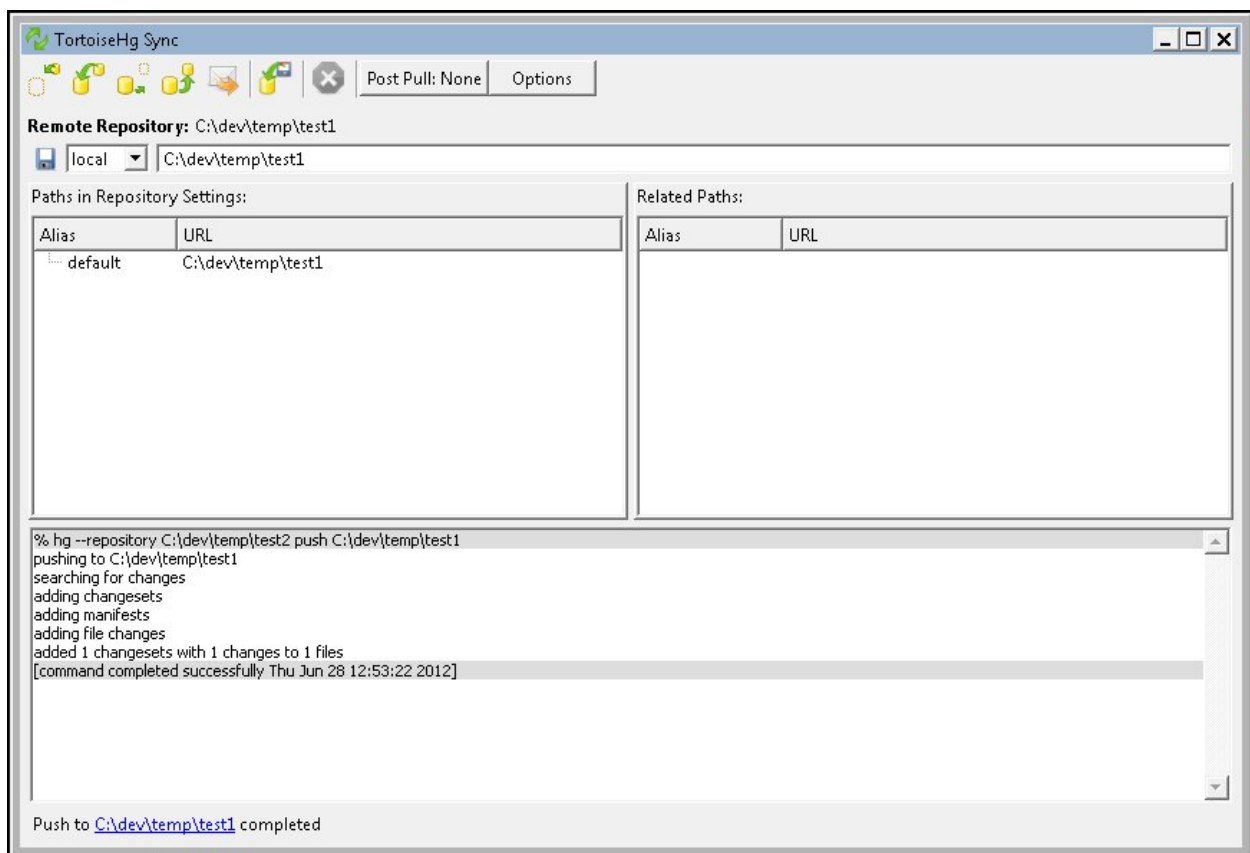 TortoiseHg Sync
Post Pull: None Options
Remote Repository: C:\dev\temp\test1
local C:\dev\temp\test1
Paths in Repository Settings: Related Paths:
Alias URL Alias URL
default C:\dev\temp\test1
% hg --repository C:\dev\temp\test2 push C:\dev\temp\test1
pushing to C:\dev\temp\test1
searching for changes
adding changesets
adding manifests
adding file changes
added 1 changesets with 1 changes to 1 files
[command completed successfully Thu Jun 28 12:53:22 2012]
Push to C:\dev\temp\test1 completed